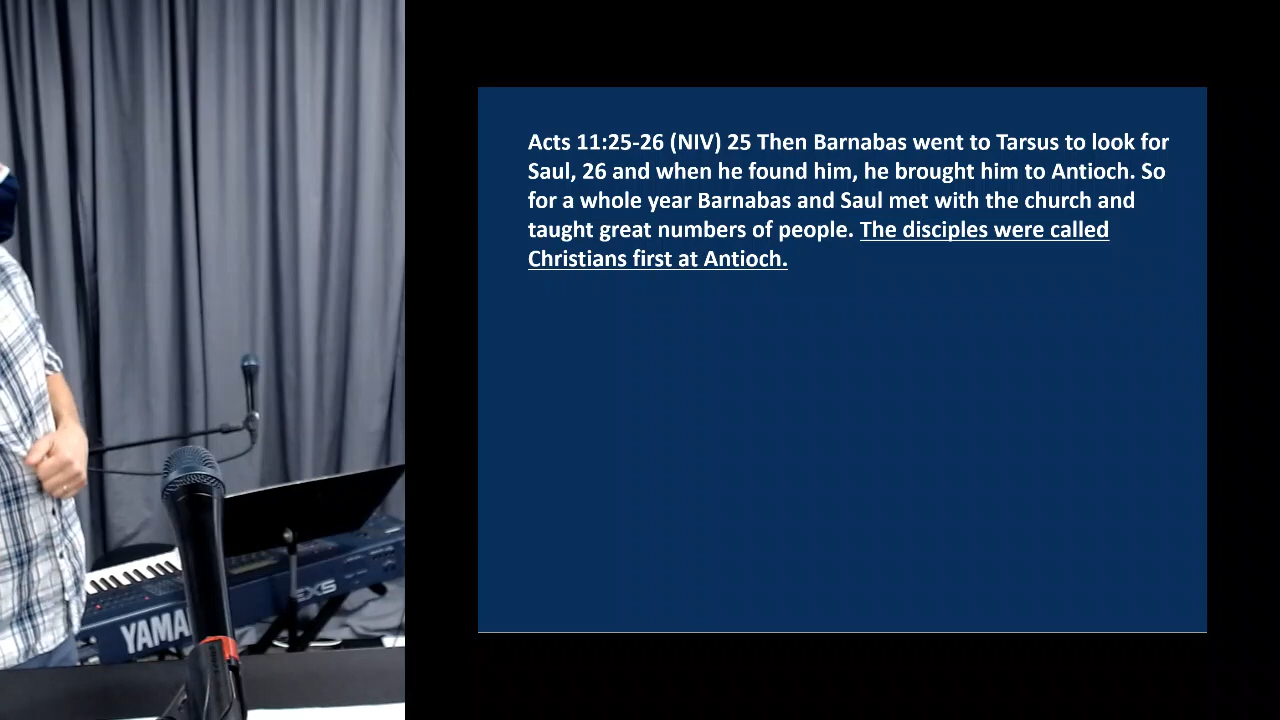 Acts 11:25-26 (NIV) 25 Then Barnabas went to Tarsus to look for
Saul, 26 and when he found him, he brought him to Antioch. So
for a whole year Barnabas and Saul met with the church and
taught great numbers of people. The disciples were called
Christians first at Antioch.
YAMA
EX5